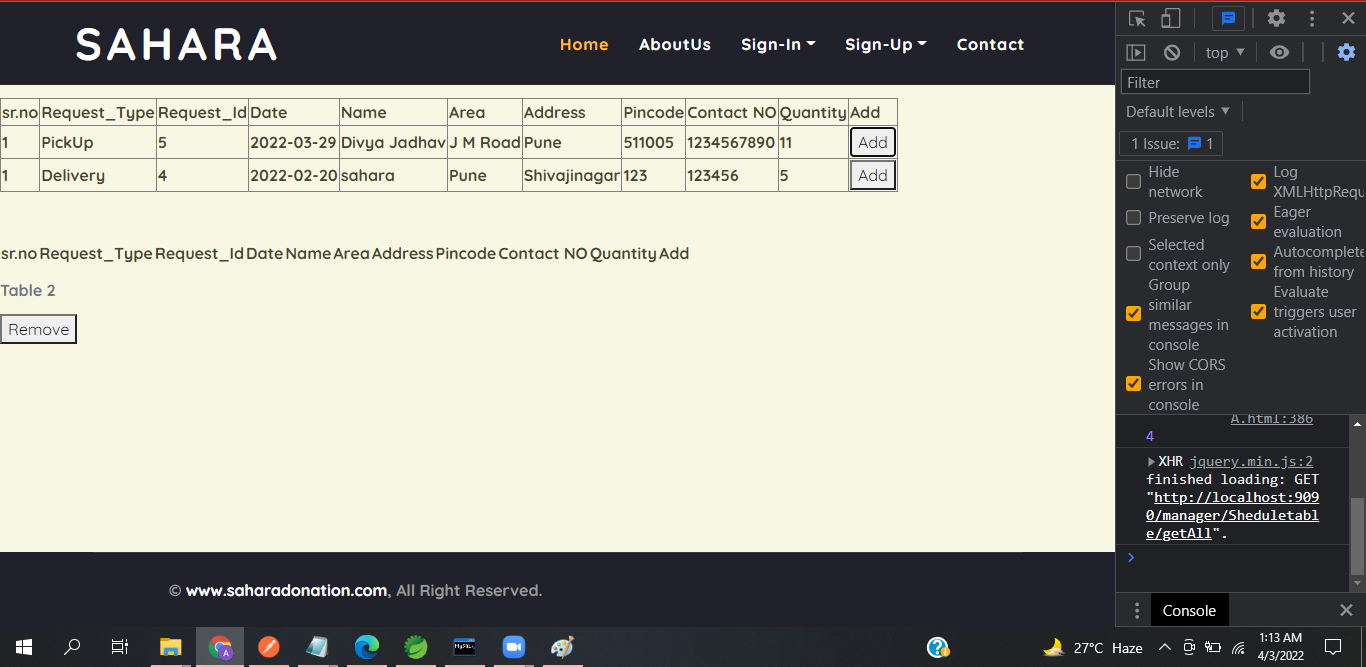 SAHARA
Home AboutUs Sign-In Sign-Up Contact
sr.no Request_Type Request_Id Date Name Area Address Pincode Contact NO Quantity Add
1 PickUp 5 2022-03-29 Divya Jadhav J M Road Pune 511005 1234567890 11 Add
1 Delivery 4 2022-02-20 sahara Pune Shivajinagar 123 123456 5 Add
sr.no Request_Type Request_Id Date Name Area Address Pincode Contact NO Quantity Add
Table 2
Remove
© www.saharadonation.com, All Right Reserved.
top
Filter
Default levels
1 Issue: 1
Hide
network
Preserve log
Selected
context only
Group
similar
messages in
console
Show CORS
errors in
console
Log
XMLHttpRequ
Eager
evaluation
Autocomplete
from history
Evaluate
triggers user
activation
A.html:386
4
XHR jquery.min.js:2
finished loading: GET
"http://localhost:909
0/manager/Sheduletabl
e/getAll".
Console
27°C Haze
1:13 AM
4/3/2022